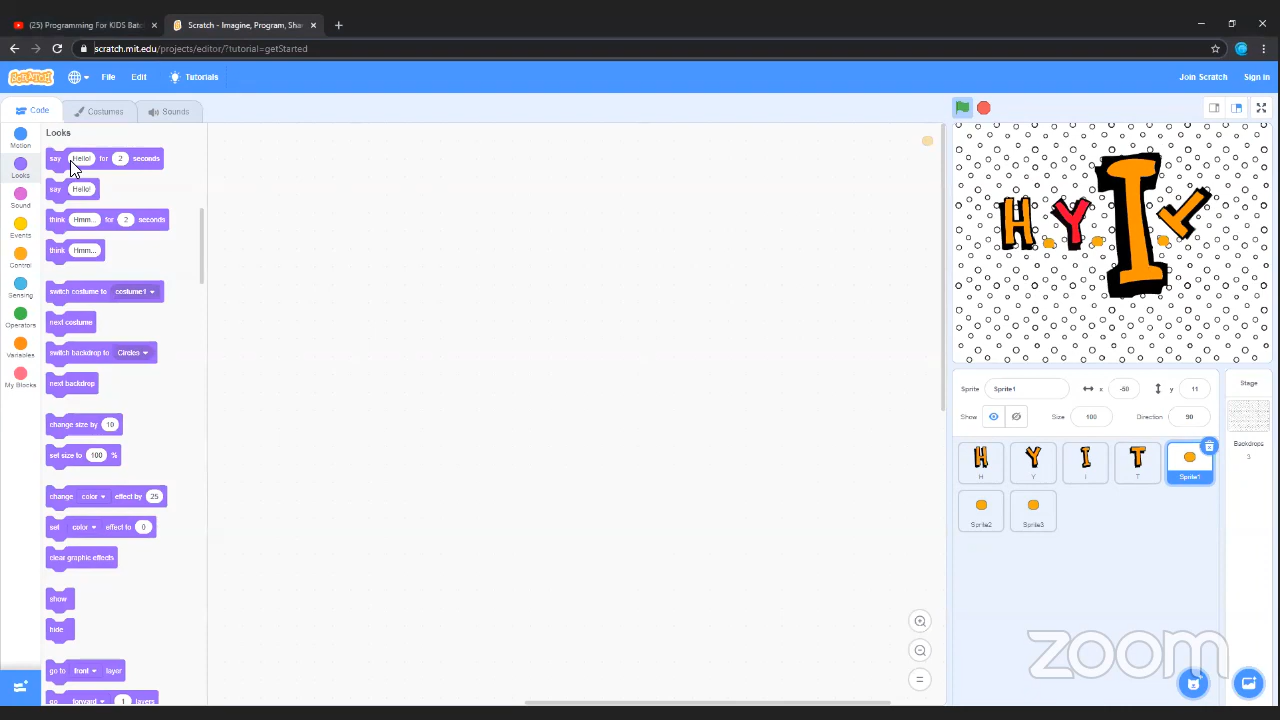 (25) Programming For KIDS Batch
Scratch - Imagine, Program, Sha
scratch.mit.edu/projects/editor/?tutorial=getStarted
SCRATCH
File
Edit
Tutorials
Join Scratch
Sign in
Code
Costumes
Sounds
Motion
Looks
Sound
Events
Control
Sensing
Operators
Variables
My Blocks
Looks
say Hello! for 2 seconds
say Hello!
think Hmm... for 2 seconds
think Hmm...
switch costume to costume1
next costume
switch backdrop to Circles
next backdrop
change size by 10
set size to 100 %
change color effect by 25
set color effect to 0
clear graphic effects
show
hide
go to front layer
go forward 1 layers
H.Y.I.T
Sprite Sprite1 x -50 y 11
Show Size 100 Direction 90
H
Y
I
T
Sprite1
Sprite2
Sprite3
Stage
Backdrops
3
zoom